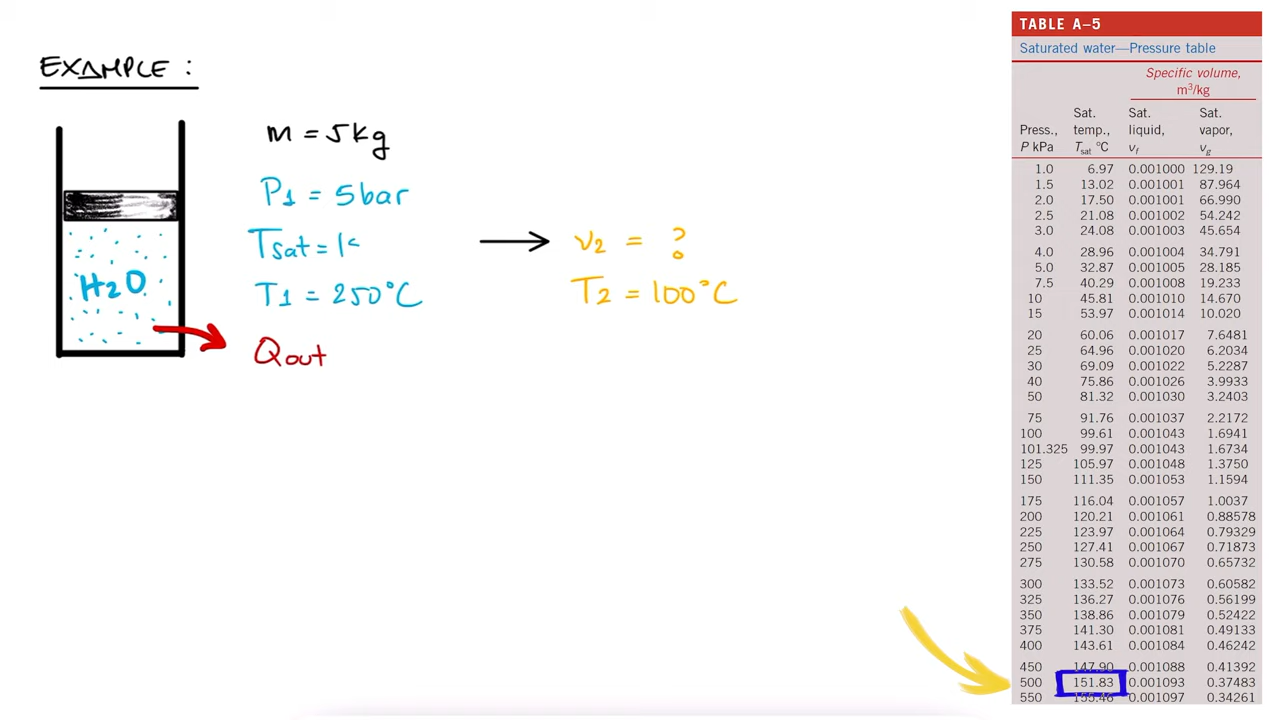 EXAMPLE :
m = 5kg
P1 = 5bar
Tsat = 1
T1 = 250°C
Qout
H2O
v2 = ?
T2 = 100°C
TABLE A–5
Saturated water—Pressure table
Specific volume,
m³/kg
Sat. Sat. Sat.
Press., temp., liquid, vapor,
P kPa Tsat °C vf vg
1.0 6.97 0.001000 129.19
1.5 13.02 0.001001 87.964
2.0 17.50 0.001001 66.990
2.5 21.08 0.001002 54.242
3.0 24.08 0.001003 45.654
4.0 28.96 0.001004 34.791
5.0 32.87 0.001005 28.185
7.5 40.29 0.001008 19.233
10 45.81 0.001010 14.670
15 53.97 0.001014 10.020
20 60.06 0.001017 7.6481
25 64.96 0.001020 6.2034
30 69.09 0.001022 5.2287
40 75.86 0.001026 3.9933
50 81.32 0.001030 3.2403
75 91.76 0.001037 2.2172
100 99.61 0.001043 1.6941
101.325 99.97 0.001043 1.6734
125 105.97 0.001048 1.3750
150 111.35 0.001053 1.1594
175 116.04 0.001057 1.0037
200 120.21 0.001061 0.88578
225 123.97 0.001064 0.79329
250 127.41 0.001067 0.71873
275 130.58 0.001070 0.65732
300 133.52 0.001073 0.60582
325 136.27 0.001076 0.56199
350 138.86 0.001079 0.52422
375 141.30 0.001081 0.49133
400 143.61 0.001084 0.46242
450 147.90 0.001088 0.41392
500 151.83 0.001093 0.37483
550 155.46 0.001097 0.34261